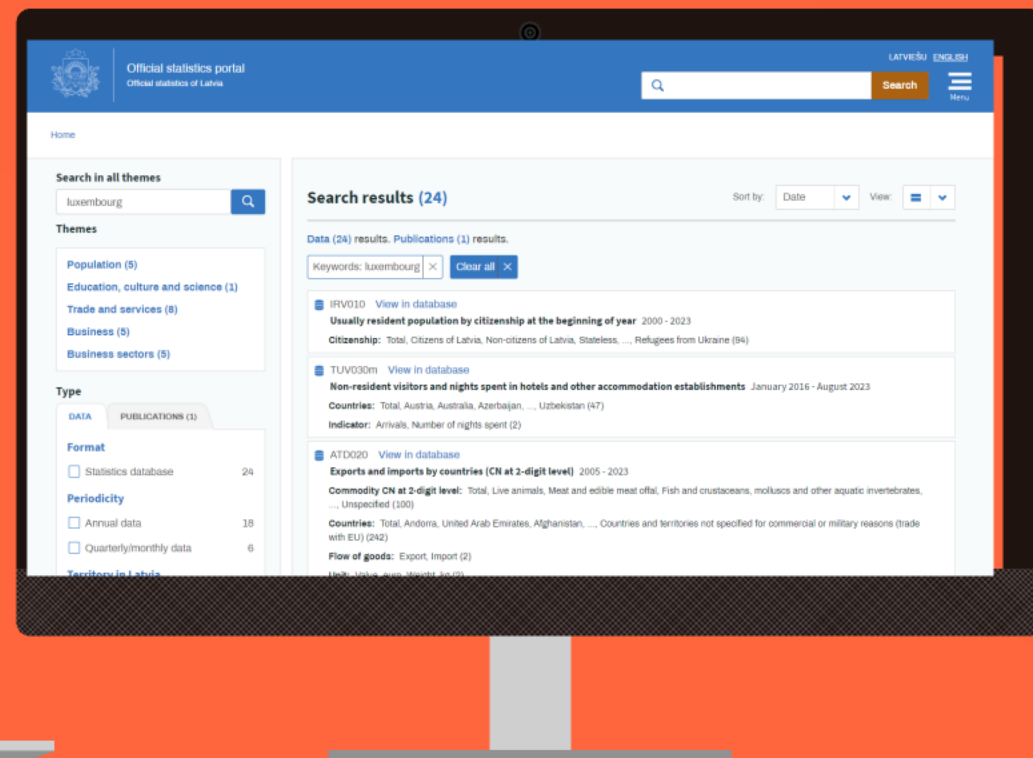 Official statistics portal
Official statistics of Latvia
LATVIEŠU ENGLISH
Search
Menu
Home
Search in all themes
luxembourg
Themes
Population (5)
Education, culture and science (1)
Trade and services (8)
Business (5)
Business sectors (5)
Type
DATA PUBLICATIONS (1)
Format
Statistics database 24
Periodicity
Annual data 18
Quarterly/monthly data 6
Territory in Latvia
Search results (24)
Sort by: Date View:
Data (24) results. Publications (1) results.
Keywords: luxembourg Clear all
IRV010 View in database
Usually resident population by citizenship at the beginning of year 2000 - 2023
Citizenship: Total, Citizens of Latvia, Non-citizens of Latvia, Stateless, ..., Refugees from Ukraine (94)
TUV030m View in database
Non-resident visitors and nights spent in hotels and other accommodation establishments January 2016 - August 2023
Countries: Total, Austria, Australia, Azerbaijan, ..., Uzbekistan (47)
Indicator: Arrivals, Number of nights spent (2)
ATD020 View in database
Exports and imports by countries (CN at 2-digit level) 2005 - 2023
Commodity CN at 2-digit level: Total, Live animals, Meat and edible meat offal, Fish and crustaceans, molluscs and other aquatic invertebrates,
..., Unspecified (100)
Countries: Total, Andorra, United Arab Emirates, Afghanistan, ..., Countries and territories not specified for commercial or military reasons (trade
with EU) (242)
Flow of goods: Export, Import (2)
Unit: Value, euro, Weight, kg (2)